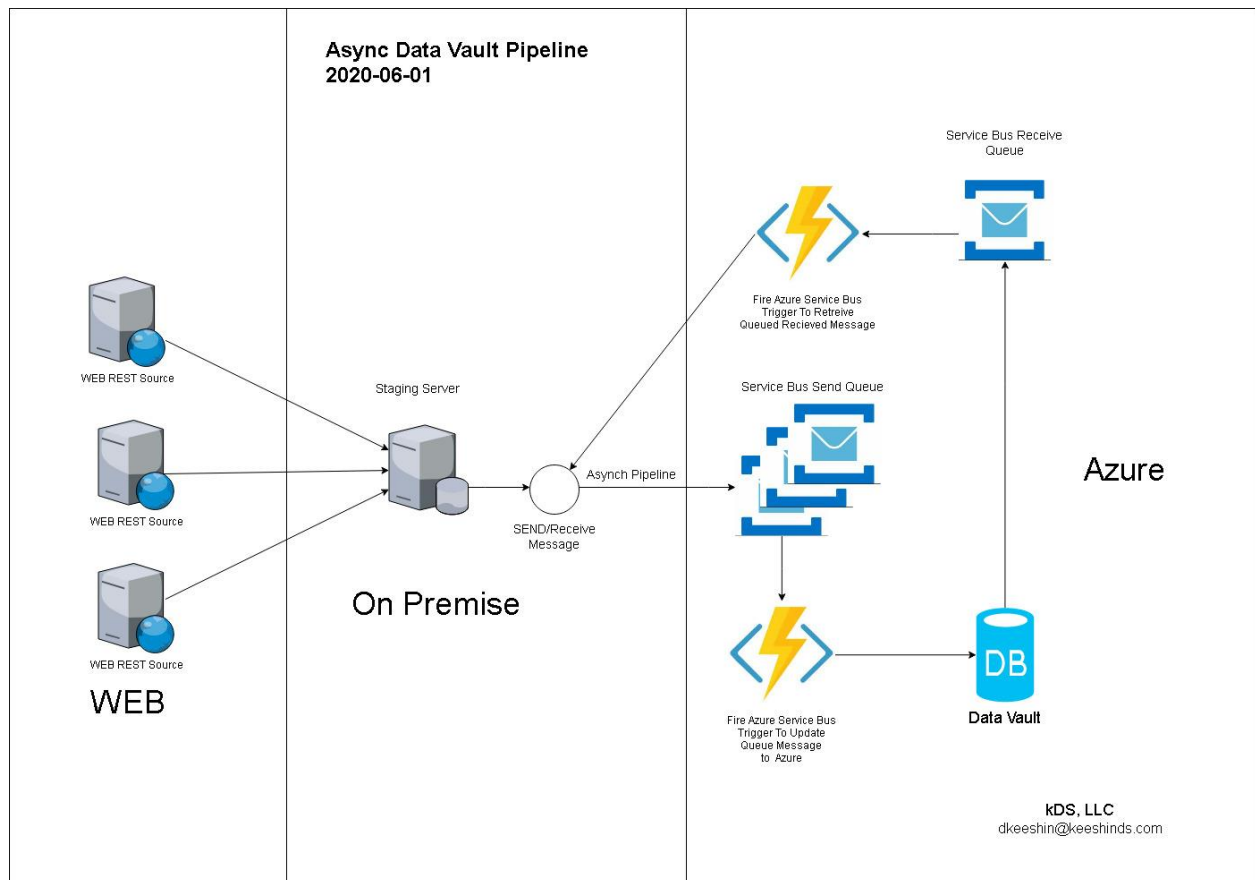 Async Data Vault Pipeline
2020-06-01
Service Bus Receive
Queue
Fire Azure Service Bus
Trigger To Retreive
Queued Recieved Message
WEB REST Source
Staging Server
Service Bus Send Queue
WEB REST Source
Asynch Pipeline
Azure
SEND/Receive
Message
On Premise
WEB REST Source
WEB
DB
Data Vault
Fire Azure Service Bus
Trigger To Update
Queue Message
to Azure
kDS, LLC
dkeeshin@keeshinds.com